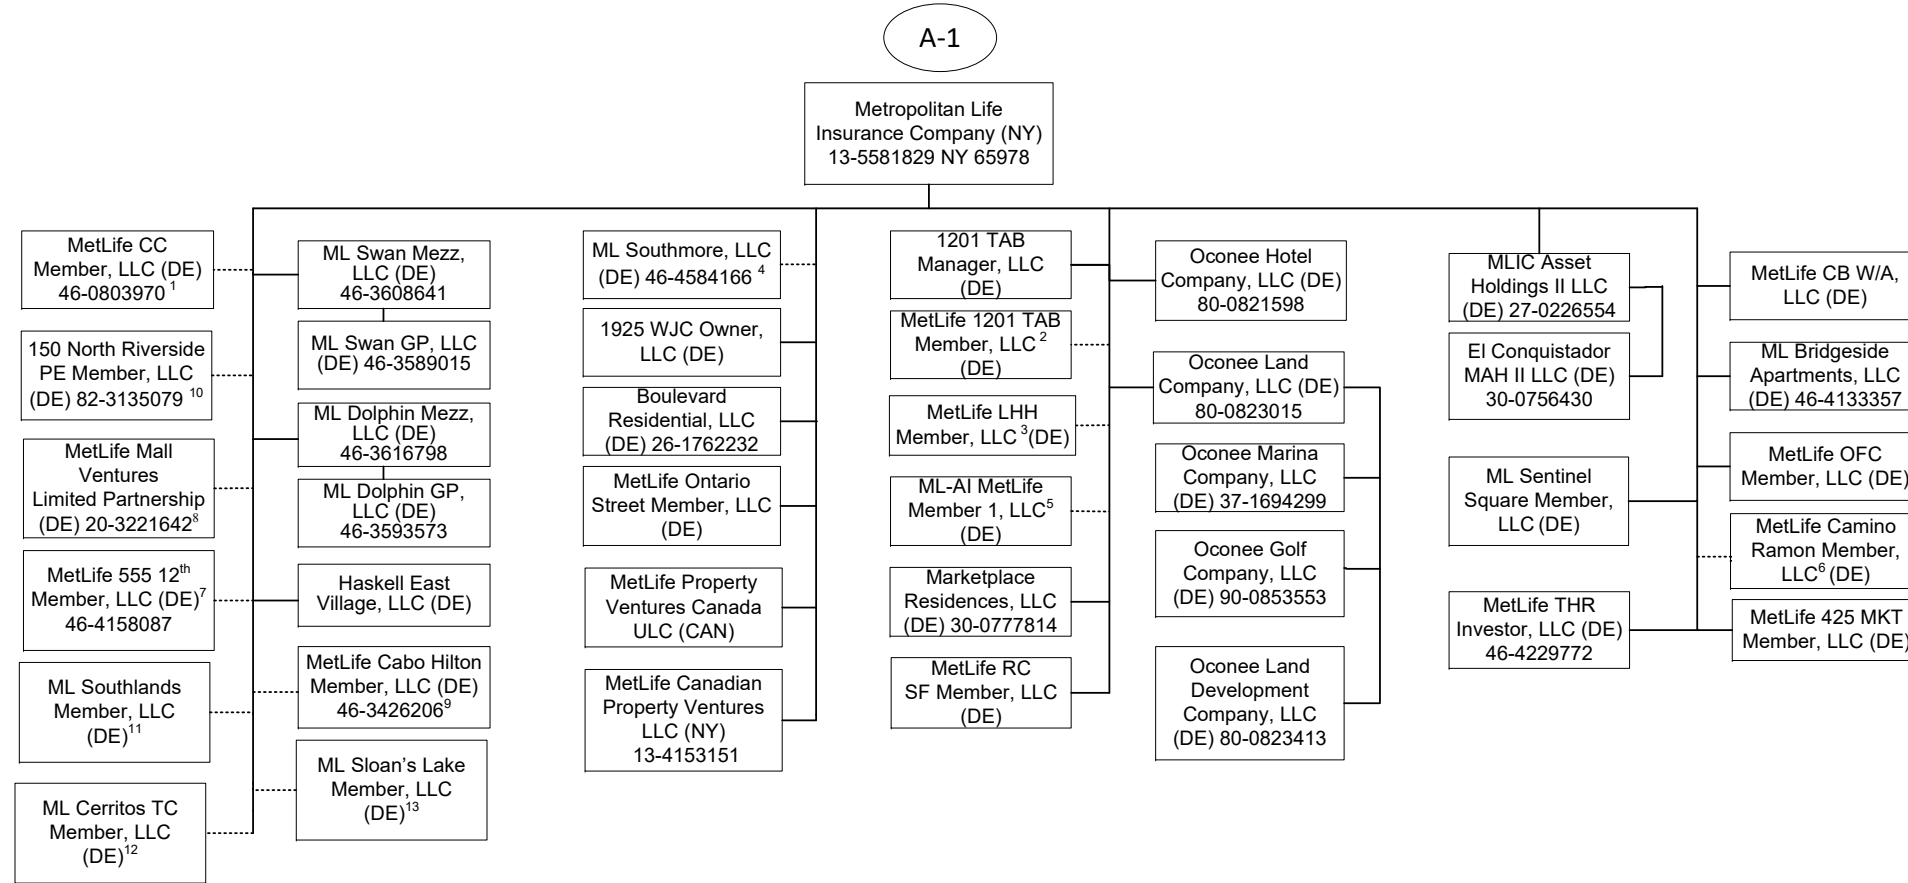 A-1
Metropolitan Life
Insurance Company (NY)
13-5581829 NY 65978
MetLife CC
Member, LLC (DE)
46-0803970 1
150 North Riverside
PE Member, LLC
(DE) 82-3135079 10
MetLife Mall
Ventures
Limited Partnership
(DE) 20-3221642 8
MetLife 555 12th
Member, LLC (DE)7
46-4158087
ML Southlands
Member, LLC
(DE)11
ML Cerritos TC
Member, LLC
(DE)12
ML Swan Mezz,
LLC (DE)
46-3608641
ML Swan GP, LLC
(DE) 46-3589015
ML Dolphin Mezz,
LLC (DE)
46-3616798
ML Dolphin GP,
LLC (DE)
46-3593573
Haskell East
Village, LLC (DE)
MetLife Cabo Hilton
Member, LLC (DE)
46-3426206 9
ML Sloan's Lake
Member, LLC
(DE)13
ML Southmore, LLC
(DE) 46-4584166 4
1925 WJC Owner,
LLC (DE)
Boulevard
Residential, LLC
(DE) 26-1762232
MetLife Ontario
Street Member, LLC
(DE)
MetLife Property
Ventures Canada
ULC (CAN)
MetLife Canadian
Property Ventures
LLC (NY)
13-4153151
1201 TAB
Manager, LLC
(DE)
MetLife 1201 TAB
Member, LLC 2
(DE)
MetLife LHH
Member, LLC 3(DE)
ML-AI MetLife
Member 1, LLC5
(DE)
Marketplace
Residences, LLC
(DE) 30-0777814
MetLife RC
SF Member, LLC
(DE)
Oconee Hotel
Company, LLC (DE)
80-0821598
Oconee Land
Company, LLC (DE)
80-0823015
Oconee Marina
Company, LLC
(DE) 37-1694299
Oconee Golf
Company, LLC
(DE) 90-0853553
Oconee Land
Development
Company, LLC
(DE) 80-0823413
MLIC Asset
Holdings II LLC
(DE) 27-0226554
El Conquistador
MAH II LLC (DE)
30-0756430
ML Sentinel
Square Member,
LLC (DE)
MetLife THR
Investor, LLC (DE)
46-4229772
MetLife CB W/A,
LLC (DE)
ML Bridgeside
Apartments, LLC
(DE) 46-4133357
MetLife OFC
Member, LLC (DE)
MetLife Camino
Ramon Member,
LLC6 (DE)
MetLife 425 MKT
Member, LLC (DE)